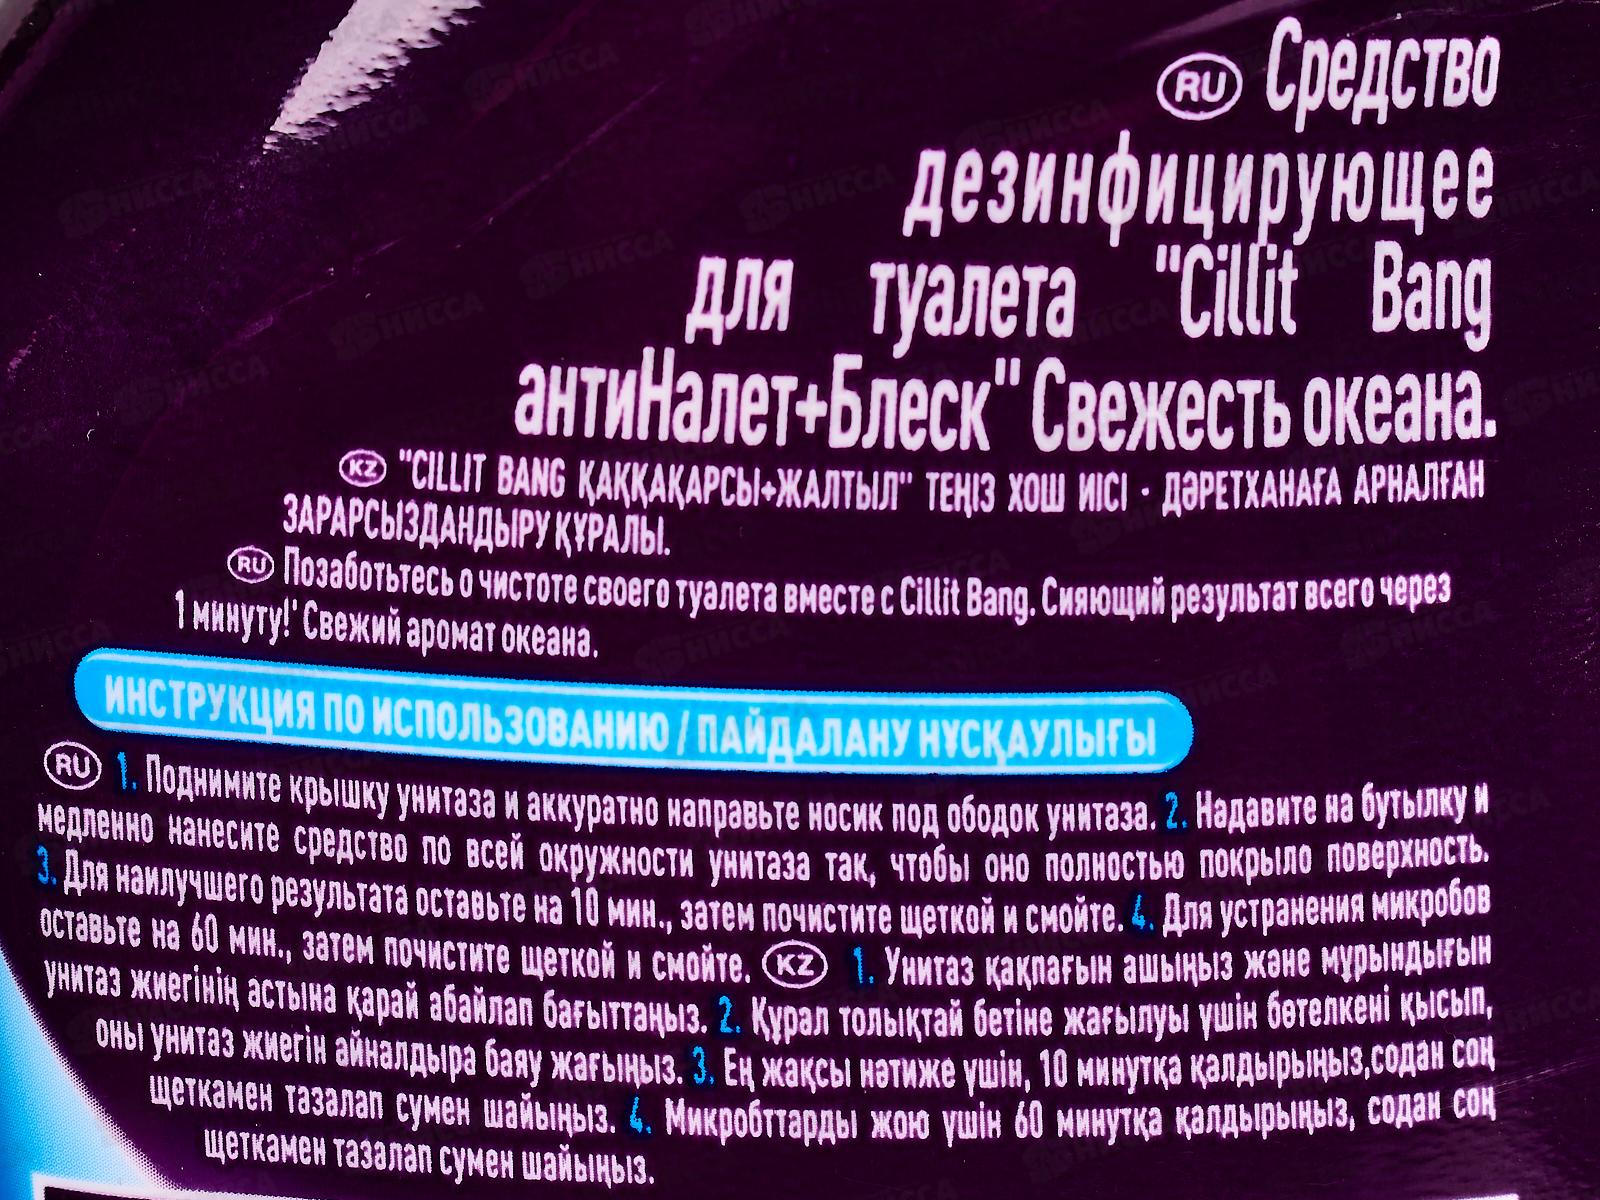 RU Средство
дезинфицирующее
для туалета "Cillit Bang
антиНалет+Блеск" Свежесть океана.
KZ "CILLIT BANG ҚАҚҚАҚАРСЫ+ЖАЛТЫЛ" ТЕҢІЗ ХОШ ИІСІ · ДӘРЕТХАНАҒА АРНАЛҒАН
ЗАРАРСЫЗДАНДЫРУ ҚҰРАЛЫ.
RU Позаботьтесь о чистоте своего туалета вместе с Cillit Bang. Сияющий результат всего через
1 минуту!' Свежий аромат океана.
ИНСТРУКЦИЯ ПО ИСПОЛЬЗОВАНИЮ / ПАЙДАЛАНУ НҰСҚАУЛЫҒЫ
RU 1. Поднимите крышку унитаза и аккуратно направьте носик под ободок унитаза. 2. Надавите на бутылку и
медленно нанесите средство по всей окружности унитаза так, чтобы оно полностью покрыло поверхность.
3. Для наилучшего результата оставьте на 10 мин., затем почистите щеткой и смойте. 4. Для устранения микробов
оставьте на 60 мин., затем почистите щеткой и смойте. KZ 1. Унитаз қақпағын ашыңыз және мұрындығын
унитаз жиегінің астына қарай абайлап бағыттаңыз. 2. Құрал толықтай бетіне жағылуы үшін бөтелкені қысып,
оны унитаз жиегін айналдыра баяу жағыңыз. 3. Ең жақсы нәтиже үшін, 10 минутқа қалдырыңыз,содан соң
щеткамен тазалап сумен шайыңыз. 4. Микробттарды жою үшін 60 минутқа қалдырыңыз, содан соң
щеткамен тазалап сумен шайыңыз.